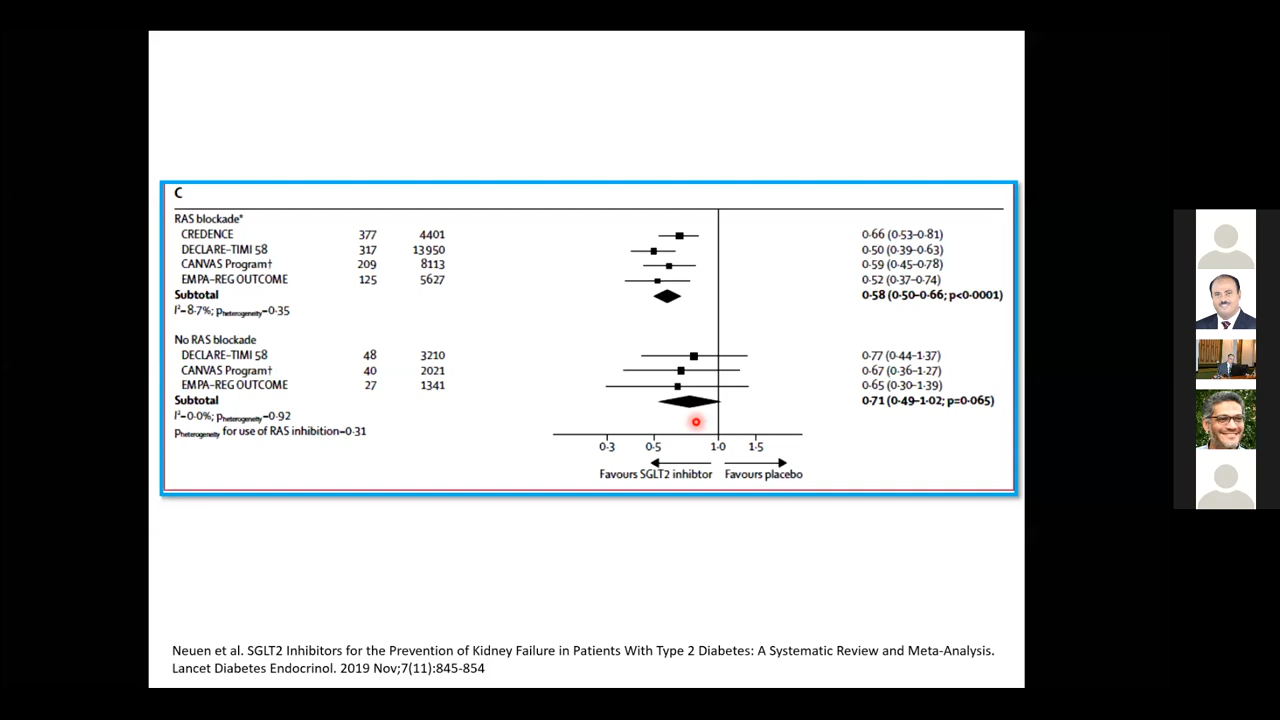 C
RAS blockade*
CREDENCE 377 4401 0·66 (0·53–0·81)
DECLARE–TIMI 58 317 13 950 0·50 (0·39–0·63)
CANVAS Program† 209 8113 0·59 (0·45–0·78)
EMPA–REG OUTCOME 125 5627 0·52 (0·37–0·74)
Subtotal 0·58 (0·50–0·66; p<0·0001)
I²=8·7%; pheterogeneity=0·35
No RAS blockade
DECLARE–TIMI 58 48 3210 0·77 (0·44–1·37)
CANVAS Program† 40 2021 0·67 (0·36–1·27)
EMPA–REG OUTCOME 27 1341 0·65 (0·30–1·39)
Subtotal 0·71 (0·49–1·02; p=0·065)
I²=0·0%; pheterogeneity=0·92
pheterogeneity for use of RAS inhibition=0·31
0·3 0·5 1·0 1·5
Favours SGLT2 inhibtor Favours placebo
Neuen et al. SGLT2 Inhibitors for the Prevention of Kidney Failure in Patients With Type 2 Diabetes: A Systematic Review and Meta-Analysis.
Lancet Diabetes Endocrinol. 2019 Nov;7(11):845-854